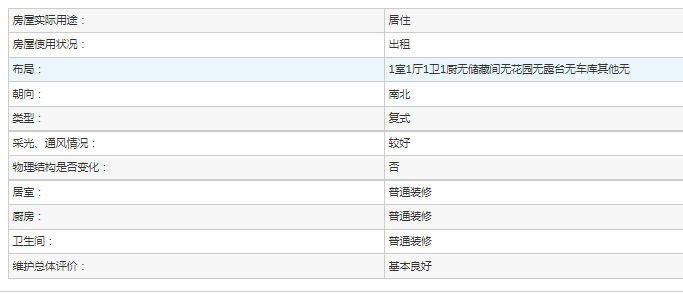 房屋实际用途： 居住
房屋使用状况： 出租
布局： 1室1厅1卫1厨无储藏间无花园无露台无车库其他无
朝向： 南北
类型： 复式
采光、通风情况： 较好
物理结构是否变化： 否
居室： 普通装修
厨房： 普通装修
卫生间： 普通装修
维护总体评价： 基本良好